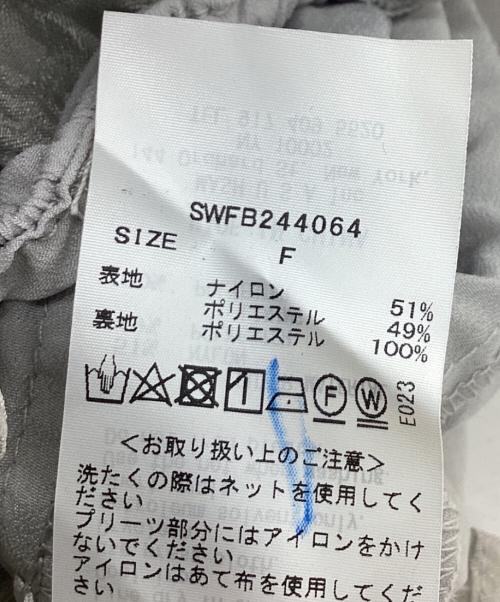 SWFB244064
SIZE F
表地 ナイロン 51%
ポリエステル 49%
裏地 ポリエステル 100%
F W E023
<お取り扱い上のご注意>
洗たくの際はネットを使用してく
ださい
プリーツ部分にはアイロンをかけ
ないでください
アイロンはあて布を使用してくだ
さい